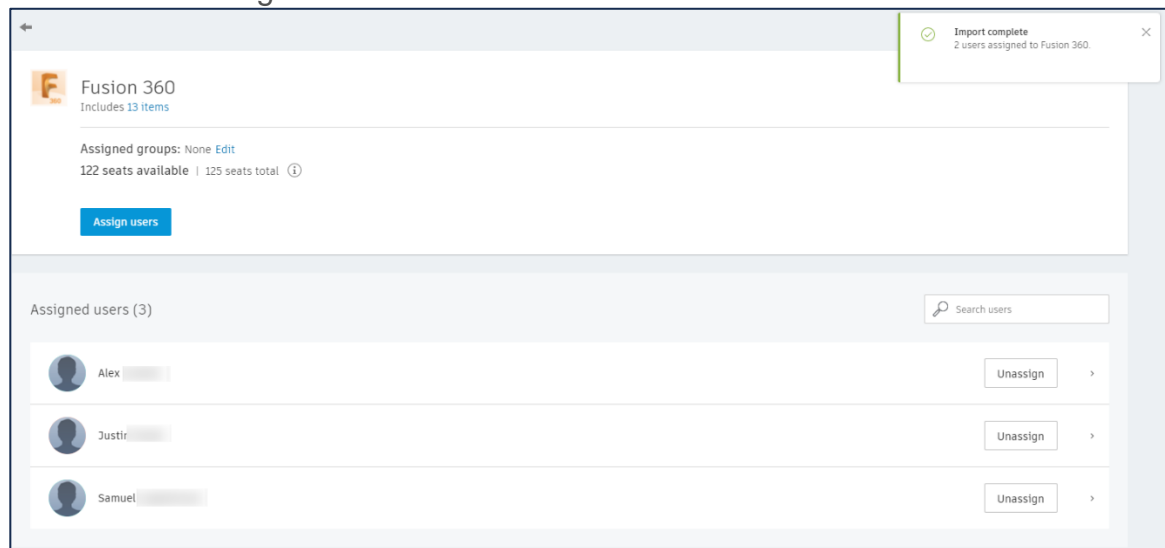 Import complete
2 users assigned to Fusion 360.
Fusion 360
Includes 13 items
Assigned groups: None Edit
122 seats available | 125 seats total
Assign users
Assigned users (3)
Search users
Alex
Unassign
Justin
Unassign
Samuel
Unassign